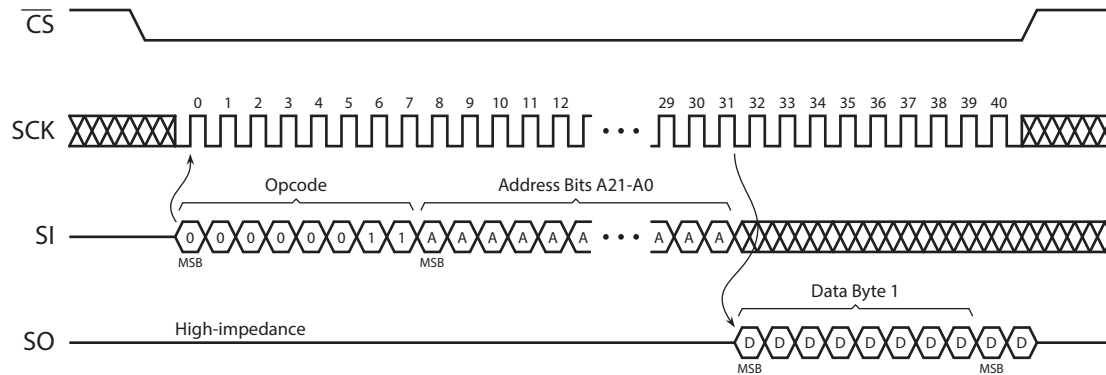 CS
0 1 2 3 4 5 6 7 8 9 10 11 12 29 30 31 32 33 34 35 36 37 38 39 40
SCK
Opcode Address Bits A21-A0
SI 0 0 0 0 0 0 1 1 A A A A A A A A A
MSB MSB
Data Byte 1
High-impedance
SO D D D D D D D D D D
MSB MSB